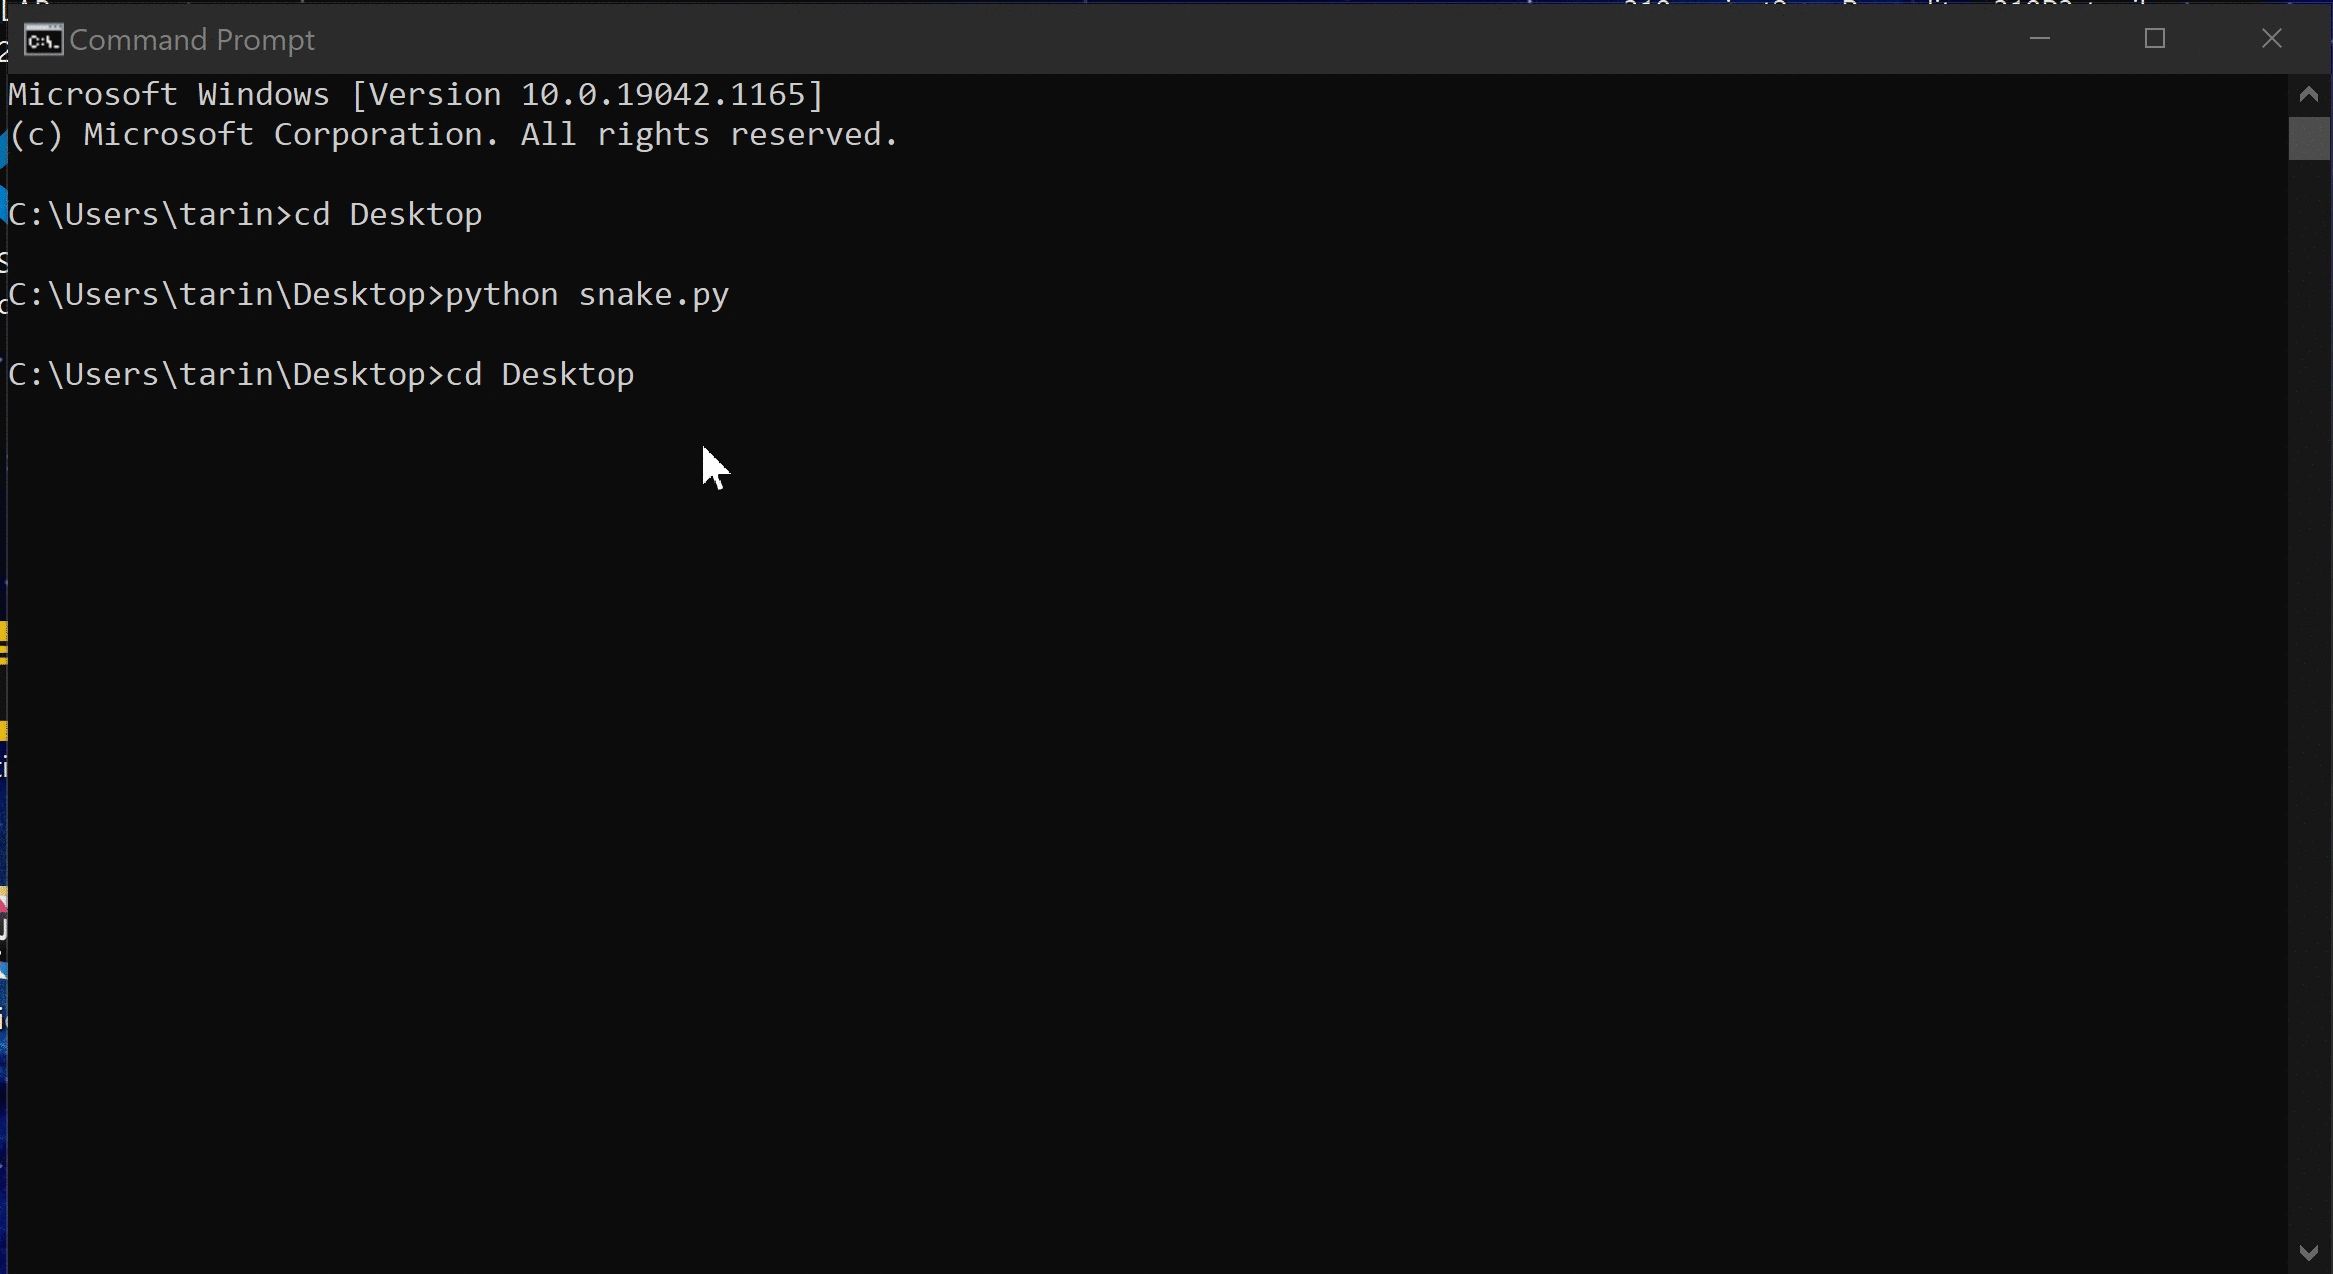 Command Prompt
Microsoft Windows [Version 10.0.19042.1165]
(c) Microsoft Corporation. All rights reserved.
C:\Users\tarin>cd Desktop
C:\Users\tarin\Desktop>python snake.py
C:\Users\tarin\Desktop>cd Desktop